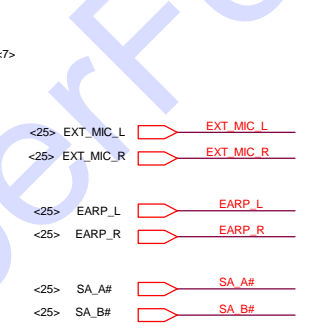 <7>
<25> EXT_MIC_L EXT_MIC_L
<25> EXT_MIC_R EXT_MIC_R
<25> EARP_L EARP_L
<25> EARP_R EARP_R
<25> SA_A# SA_A#
<25> SA_B# SA_B#